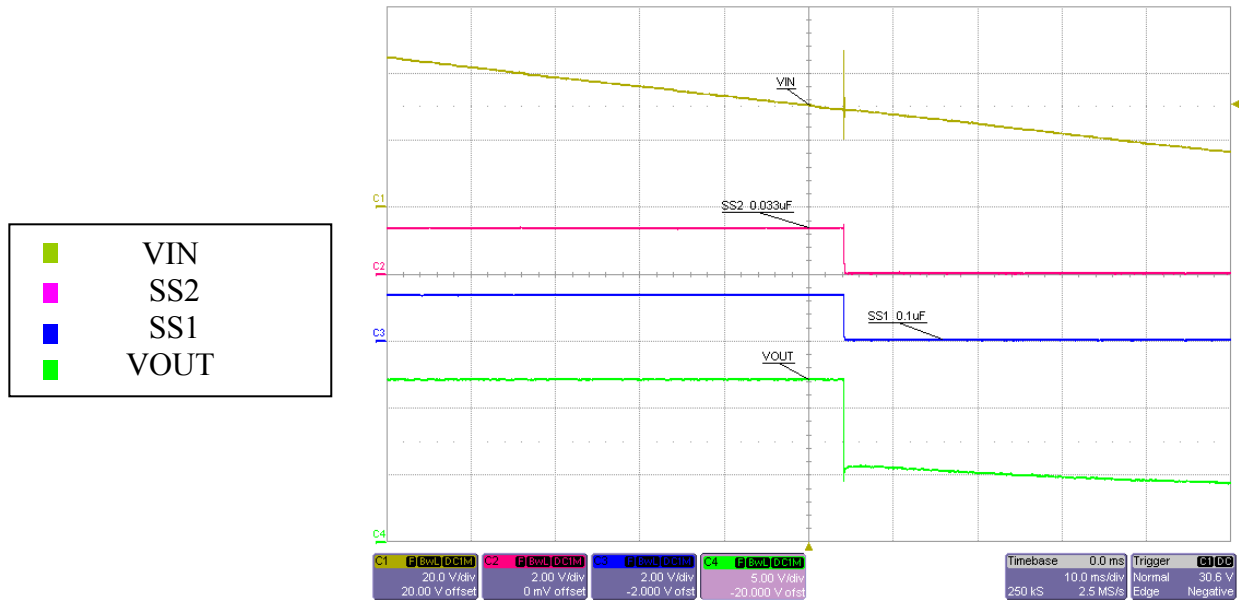 VIN
SS2
SS1
VOUT
VIN
C1
SS2 0.033uF
C2
SS1 0.1uF
C3
VOUT
C4
C1 F BwL DC1M
20.0 V/div
20.00 V offset
C2 F BwL DC1M
2.00 V/div
0 mV offset
C3 F BwL DC1M
2.00 V/div
-2.000 V ofst
C4 F BwL DC1M
5.00 V/div
-20.000 V ofst
Timebase 0.0 ms
10.0 ms/div
250 kS 2.5 MS/s
Trigger C1 DC
Normal 30.6 V
Edge Negative